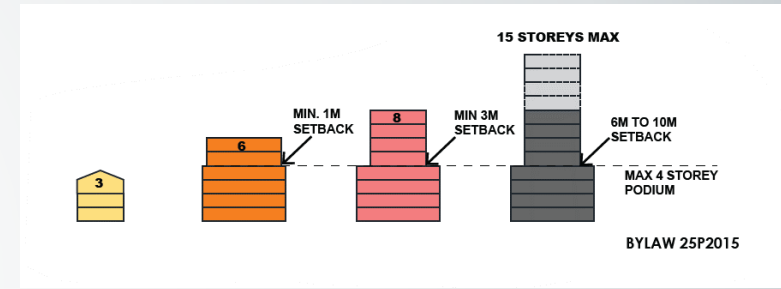 15 STOREYS MAX
MIN. 1M
SETBACK
8
MIN 3M
SETBACK
6M TO 10M
SETBACK
6
3
MAX 4 STOREY
PODIUM
BYLAW 25P2015